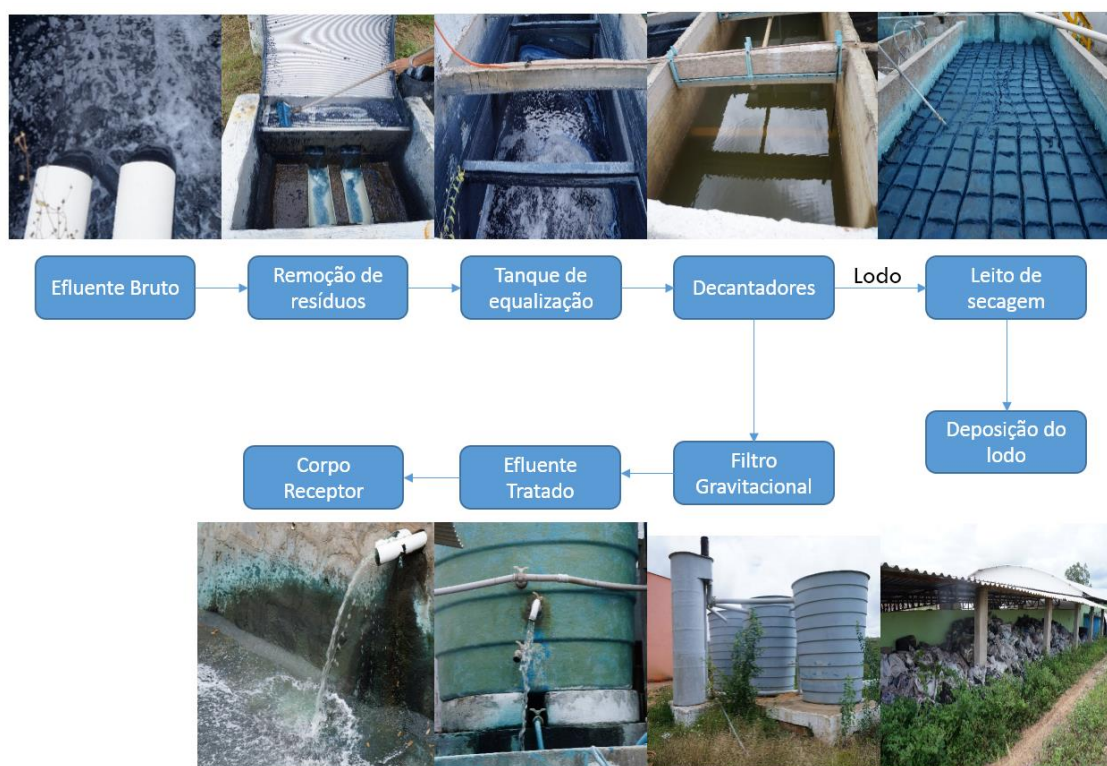 Efluente Bruto
Remoção de
resíduos
Tanque de
equalização
Decantadores
Lodo
Leito de
secagem
Deposição do
lodo
Filtro
Gravitacional
Efluente
Tratado
Corpo
Receptor